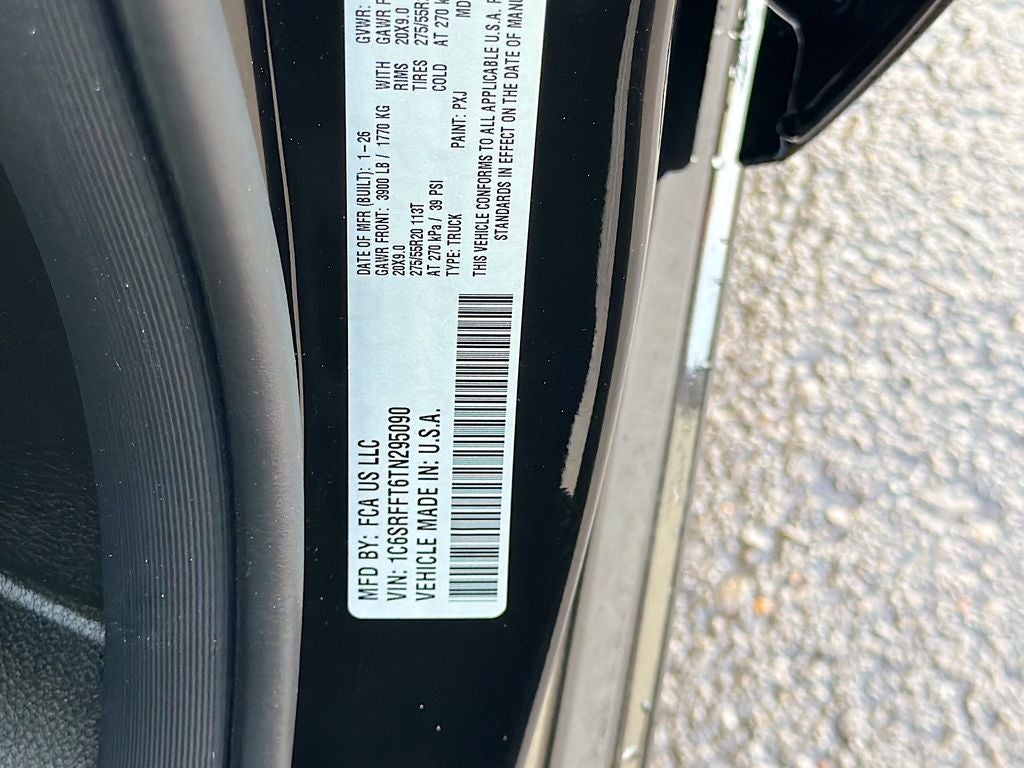 MFD BY: FCA US LLC
VIN: 1C6SRFFT6TN295090
VEHICLE MADE IN: U.S.A.
DATE OF MFR (BUILT): 1-26 GVWR:
GAWR FRONT: 3900 LB / 1770 KG WITH GAWR
20X9.0 RIMS 20X9.0
275/55R20 113T TIRES 275/55R
AT 270 kPa / 39 PSI COLD AT 270
TYPE: TRUCK PAINT: PXJ
THIS VEHICLE CONFORMS TO ALL APPLICABLE U.S.A.
STANDARDS IN EFFECT ON THE DATE OF